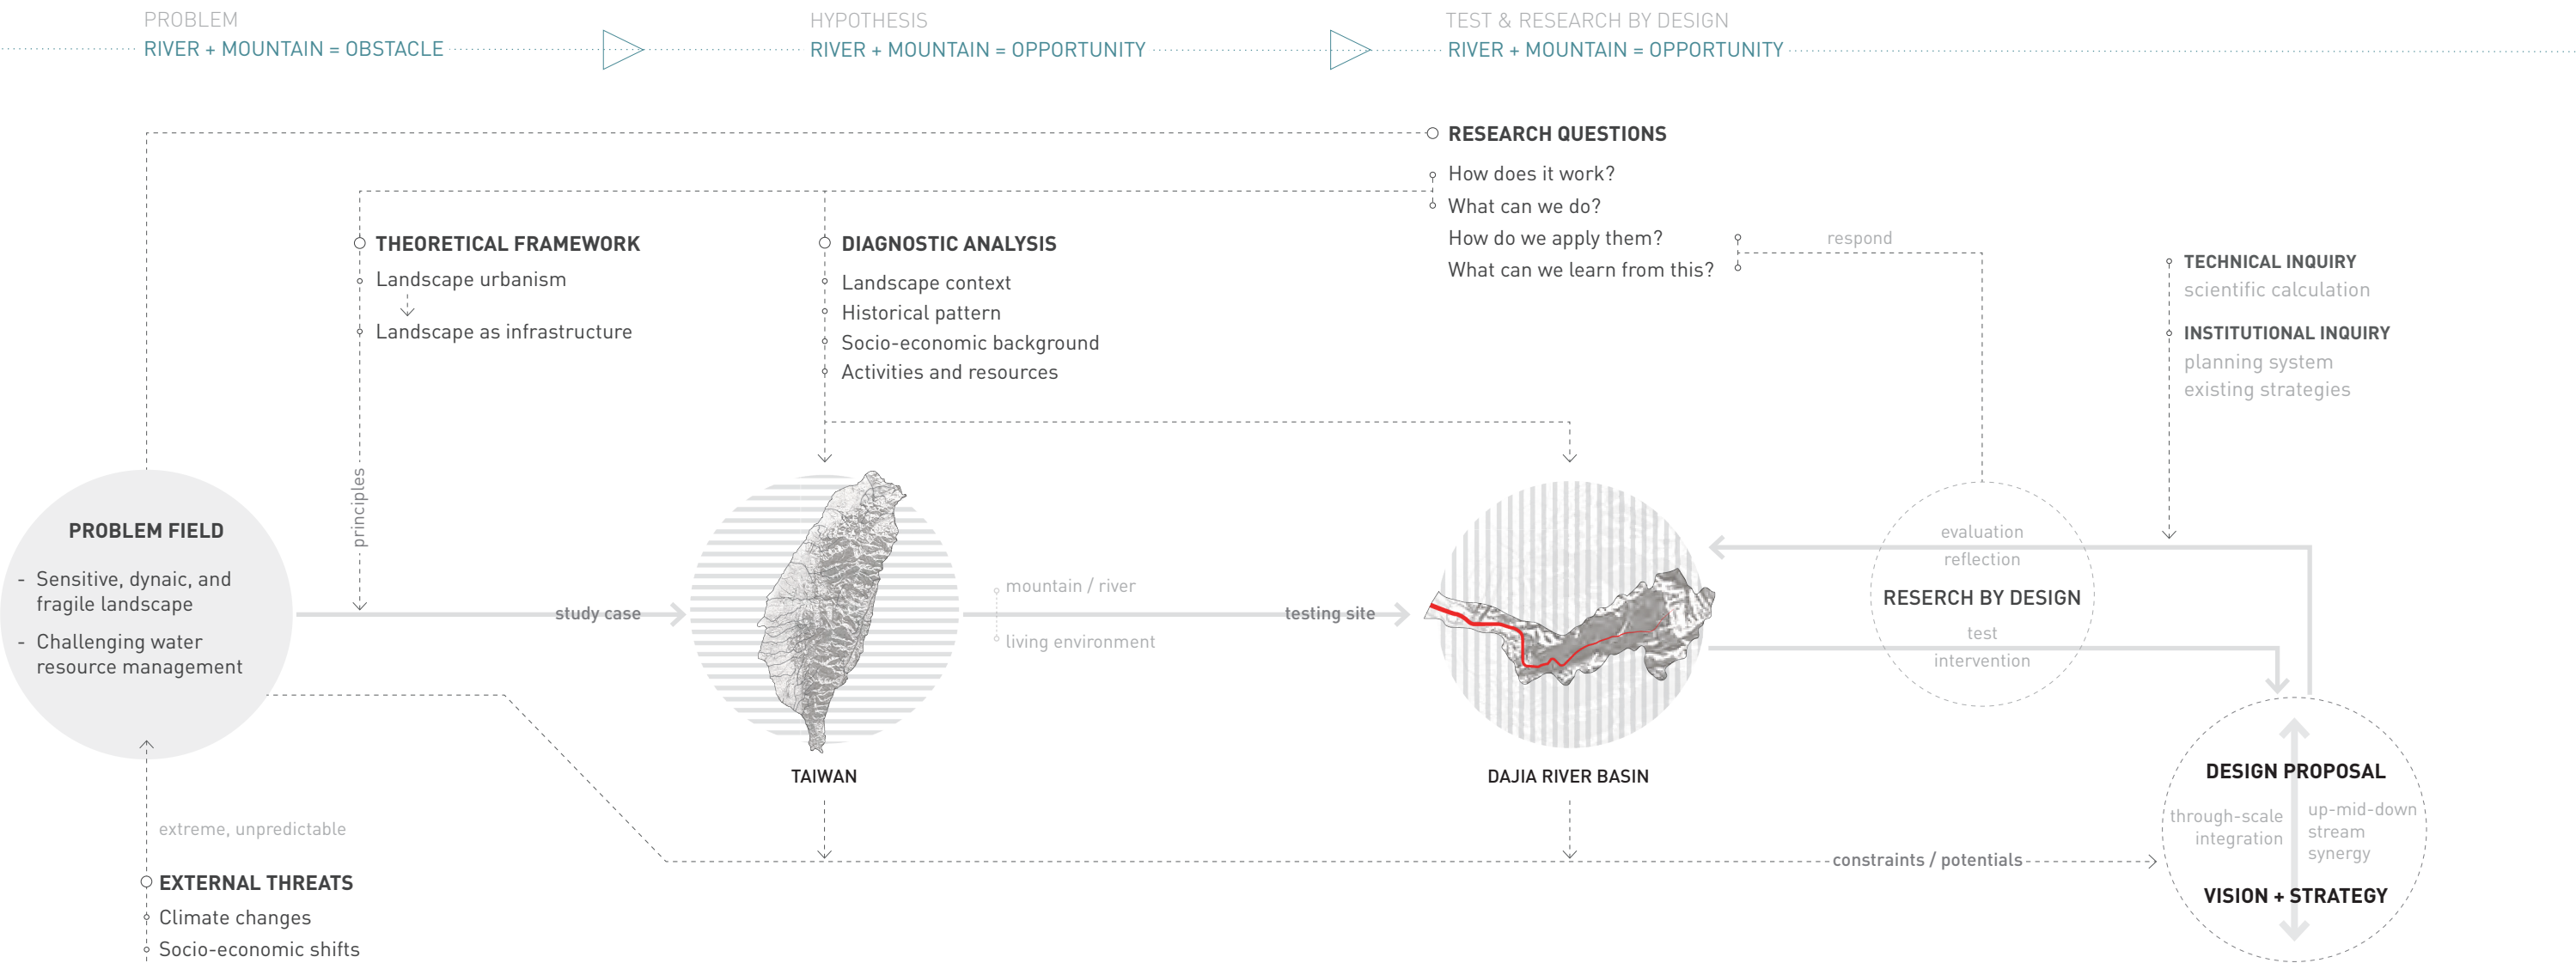 PROBLEM
RIVER + MOUNTAIN = OBSTACLE
HYPOTHESIS
RIVER + MOUNTAIN = OPPORTUNITY
TEST & RESEARCH BY DESIGN
RIVER + MOUNTAIN = OPPORTUNITY
RESEARCH QUESTIONS
How does it work?
What can we do?
How do we apply them?
What can we learn from this?
respond
THEORETICAL FRAMEWORK
Landscape urbanism
Landscape as infrastructure
principles
DIAGNOSTIC ANALYSIS
Landscape context
Historical pattern
Socio-economic background
Activities and resources
TECHNICAL INQUIRY
scientific calculation
INSTITUTIONAL INQUIRY
planning system
existing strategies
PROBLEM FIELD
- Sensitive, dynaic, and
fragile landscape
- Challenging water
resource management
study case
TAIWAN
mountain / river
living environment
testing site
DAJIA RIVER BASIN
evaluation
reflection
RESERCH BY DESIGN
test
intervention
DESIGN PROPOSAL
through-scale
integration
up-mid-down
stream
synergy
VISION + STRATEGY
constraints / potentials
extreme, unpredictable
EXTERNAL THREATS
Climate changes
Socio-economic shifts